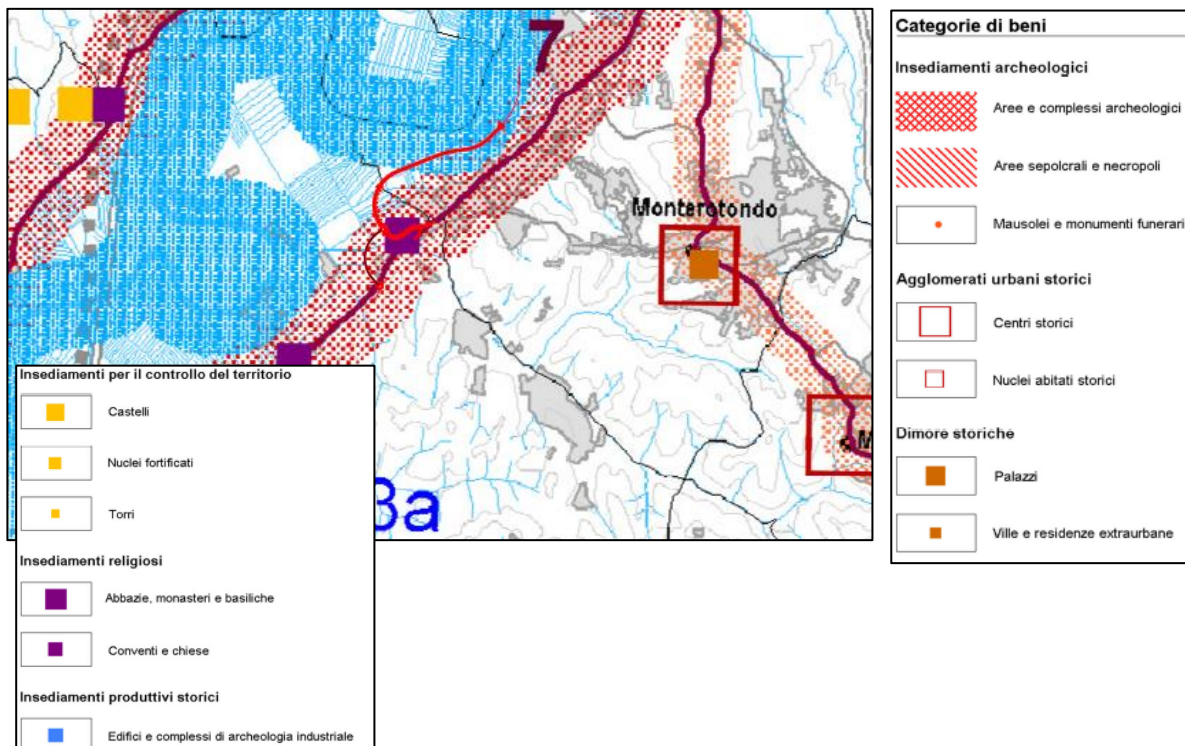 7
Monterotondo
M
3a
Insediamenti per il controllo del territorio
Castelli
Nuclei fortificati
Torri
Insediamenti religiosi
Abbazie, monasteri e basiliche
Conventi e chiese
Insediamenti produttivi storici
Edifici e complessi di archeologia industriale
Categorie di beni
Insediamenti archeologici
Aree e complessi archeologici
Aree sepolcrali e necropoli
Mausolei e monumenti funerari
Agglomerati urbani storici
Centri storici
Nuclei abitati storici
Dimore storiche
Palazzi
Ville e residenze extraurbane